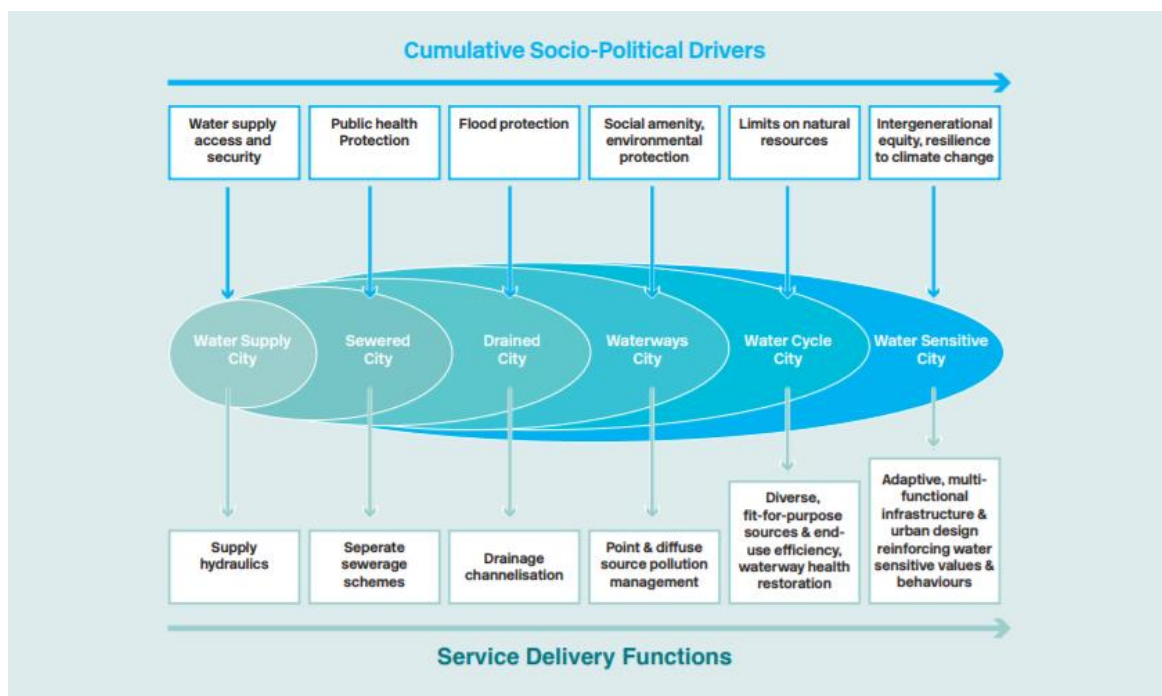 Cumulative Socio-Political Drivers
Water supply
access and
security
Public health
Protection
Flood protection
Social amenity,
environmental
protection
Limits on natural
resources
Intergenerational
equity, resilience
to climate change
Water Supply
City
Sewered
City
Drained
City
Waterways
City
Water Cycle
City
Water Sensitive
City
Supply
hydraulics
Seperate
sewerage
schemes
Drainage
channelisation
Point & diffuse
source pollution
management
Diverse,
fit-for-purpose
sources & end-
use efficiency,
waterway health
restoration
Adaptive, multi-
functional
infrastructure &
urban design
reinforcing water
sensitive values &
behaviours
Service Delivery Functions